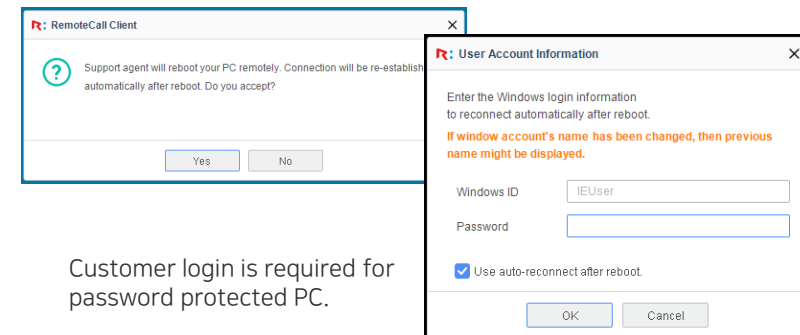 RemoteCall Client
Support agent will reboot your PC remotely. Connection will be re-establish
automatically after reboot. Do you accept?
Yes
No
User Account Information
Enter the Windows login information
to reconnect automatically after reboot.
If window account's name has been changed, then previous
name might be displayed.
Windows ID
IEUser
Password
Use auto-reconnect after reboot.
OK
Cancel
Customer login is required for
password protected PC.